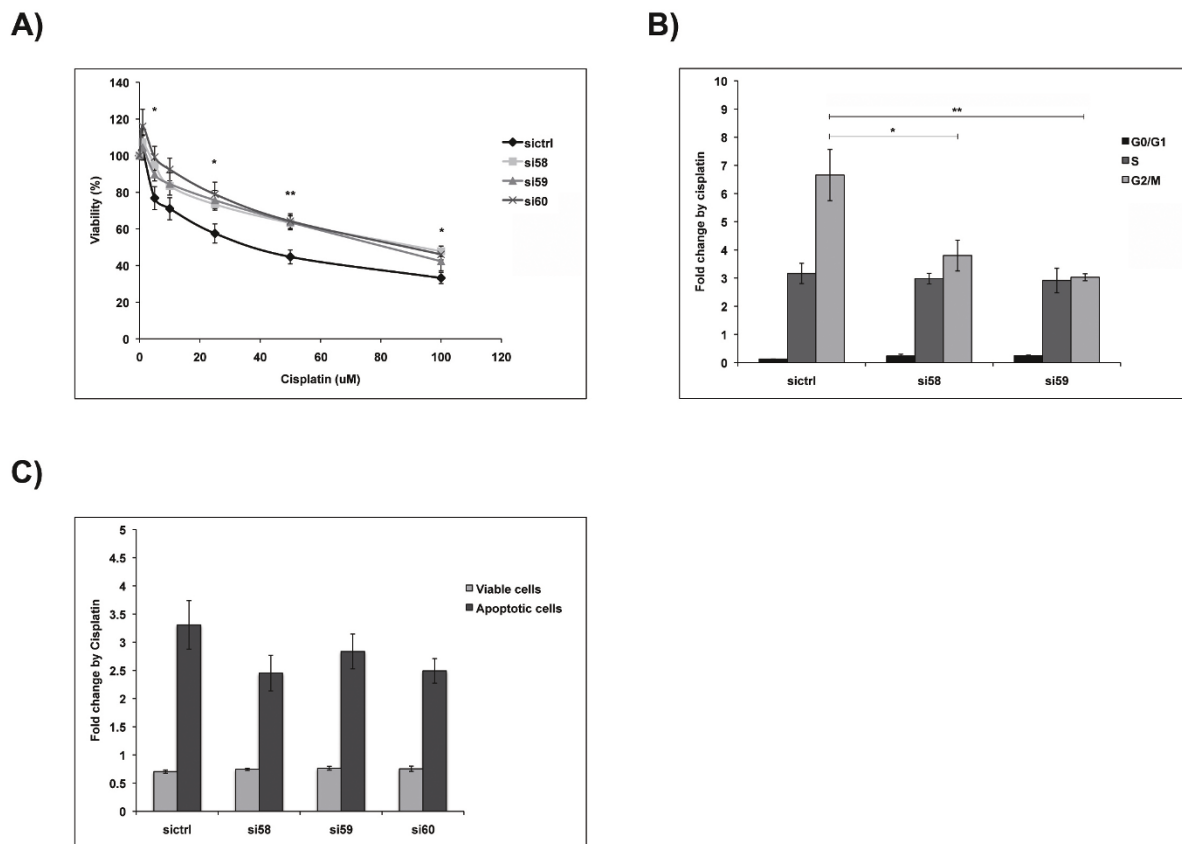 A)
140
120
100
80
60
40
20
0
0
20
40
60
80
100
120
Viability (%)
Cisplatin (uM)
*
*
**
*
sictrl
si58
si59
si60
B)
10
9
8
7
6
5
4
3
2
1
0
Fold change by cisplatin
**
*
sictrl
si58
si59
G0/G1
S
G2/M
C)
5
4.5
4
3.5
3
2.5
2
1.5
1
0.5
0
Fold change by Cisplatin
sictrl
si58
si59
si60
Viable cells
Apoptotic cells